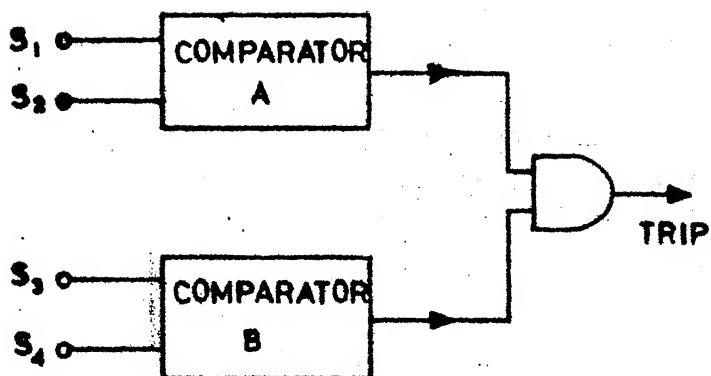 S₁
COMPARATOR
A
S₂
TRIP
S₃
COMPARATOR
B
S₄